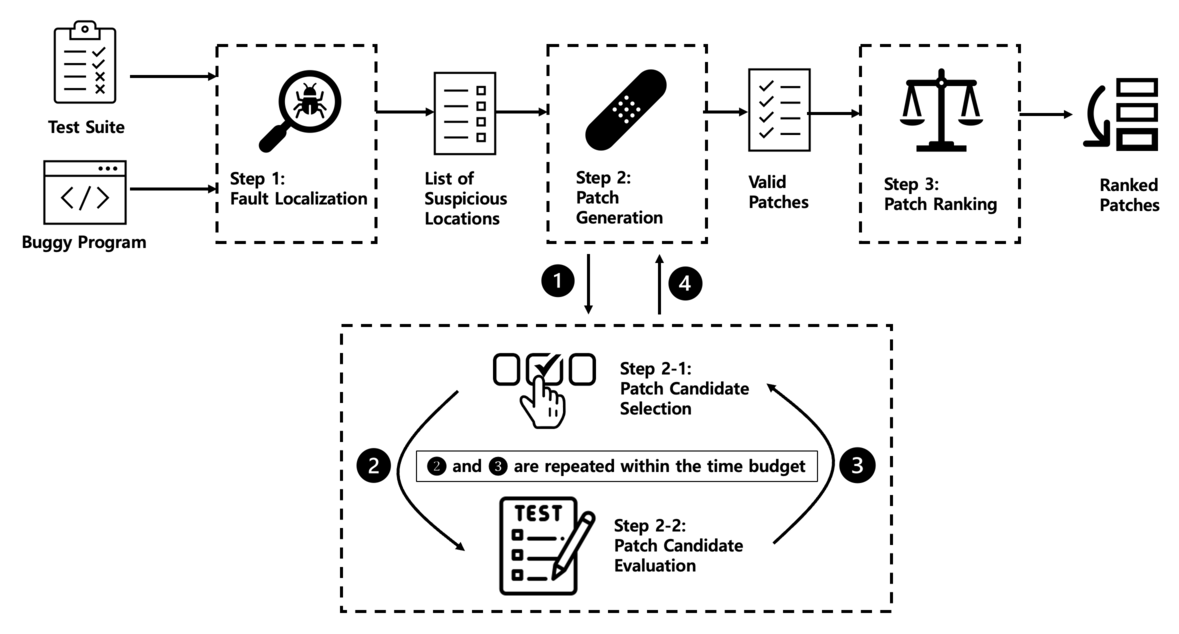 Test Suite
</>
Buggy Program
Step 1:
Fault Localization
List of
Suspicious
Locations
Step 2:
Patch
Generation
Valid
Patches
Step 3:
Patch Ranking
Ranked
Patches
1
4
Step 2-1:
Patch Candidate
Selection
2
❷ and ❸ are repeated within the time budget
3
TEST
Step 2-2:
Patch Candidate
Evaluation